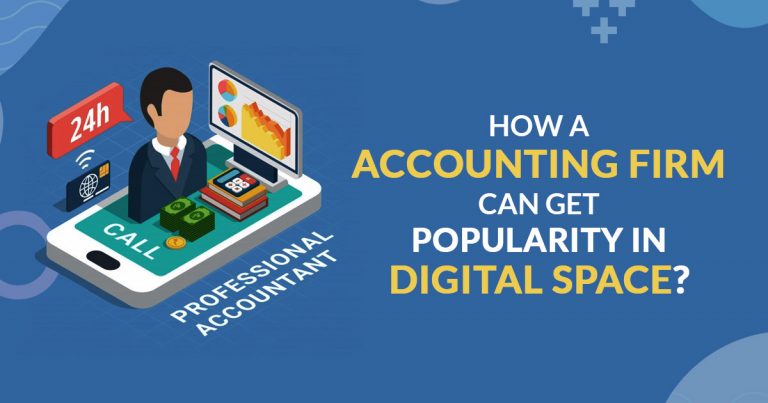 24h
CALL
PROFESSIONAL
ACCOUNTANT
HOW A
ACCOUNTING FIRM
CAN GET
POPULARITY IN
DIGITAL SPACE?